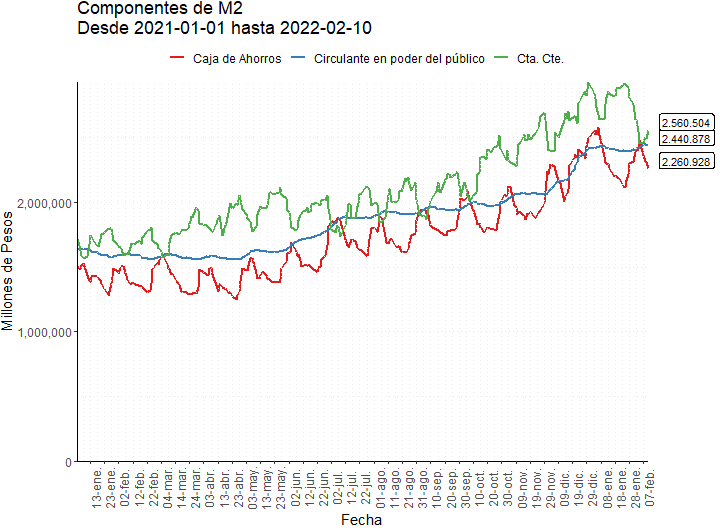 Componentes de M2
Desde 2021-01-01 hasta 2022-02-10
Caja de Ahorros Circulante en poder del público Cta. Cte.
2.560.504
2.440.878
2.260.928
Millones de Pesos
2,000,000
1,000,000
0
13-ene.
23-ene.
02-feb.
12-feb.
22-feb.
04-mar.
14-mar.
24-mar.
03-abr.
13-abr.
23-abr.
03-may.
13-may.
23-may.
02-jun.
12-jun.
22-jun.
02-jul.
12-jul.
22-jul.
01-ago.
11-ago.
21-ago.
31-ago.
10-sep.
20-sep.
30-sep.
10-oct.
20-oct.
30-oct.
09-nov.
19-nov.
29-nov.
09-dic.
19-dic.
29-dic.
08-ene.
18-ene.
28-ene.
07-feb.
Fecha